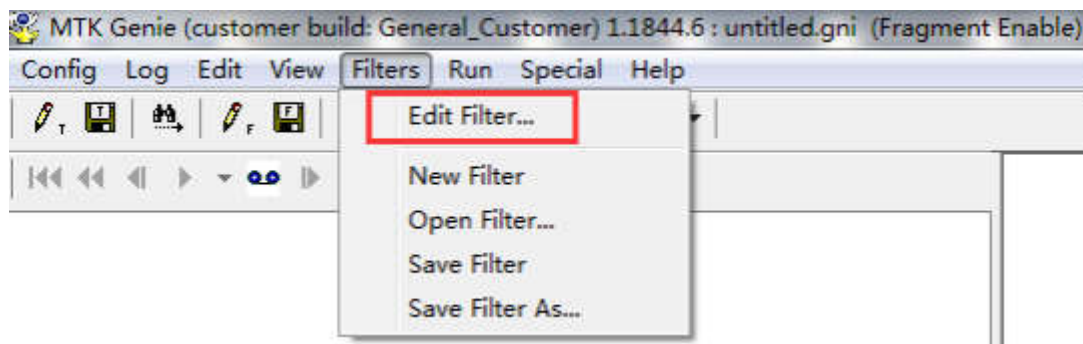 MTK Genie (customer build: General_Customer) 1.1844.6 : untitled.gni (Fragment Enable)
Config Log Edit View Filters Run Special Help
T T F F
Edit Filter...
New Filter
Open Filter...
Save Filter
Save Filter As...